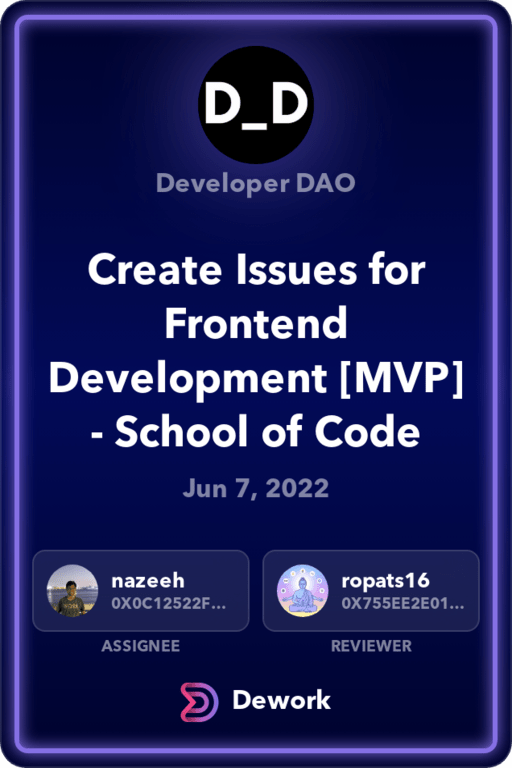 D_D
Developer DAO
Create Issues for
Frontend
Development [MVP]
- School of Code
Jun 7, 2022
nazeeh
0X0C12522F...
ropats16
0X755EE2E01...
ASSIGNEE
REVIEWER
Dework